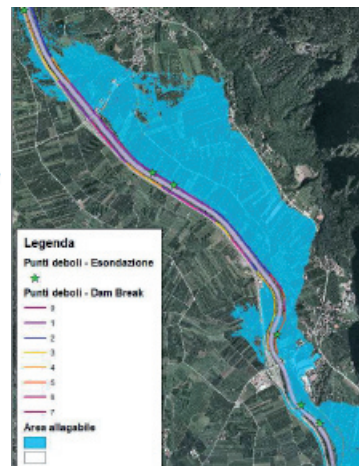 Legenda
Punti deboli - Esondazione
Punti deboli - Dam Break
0
1
2
3
4
5
6
7
Area allagabile